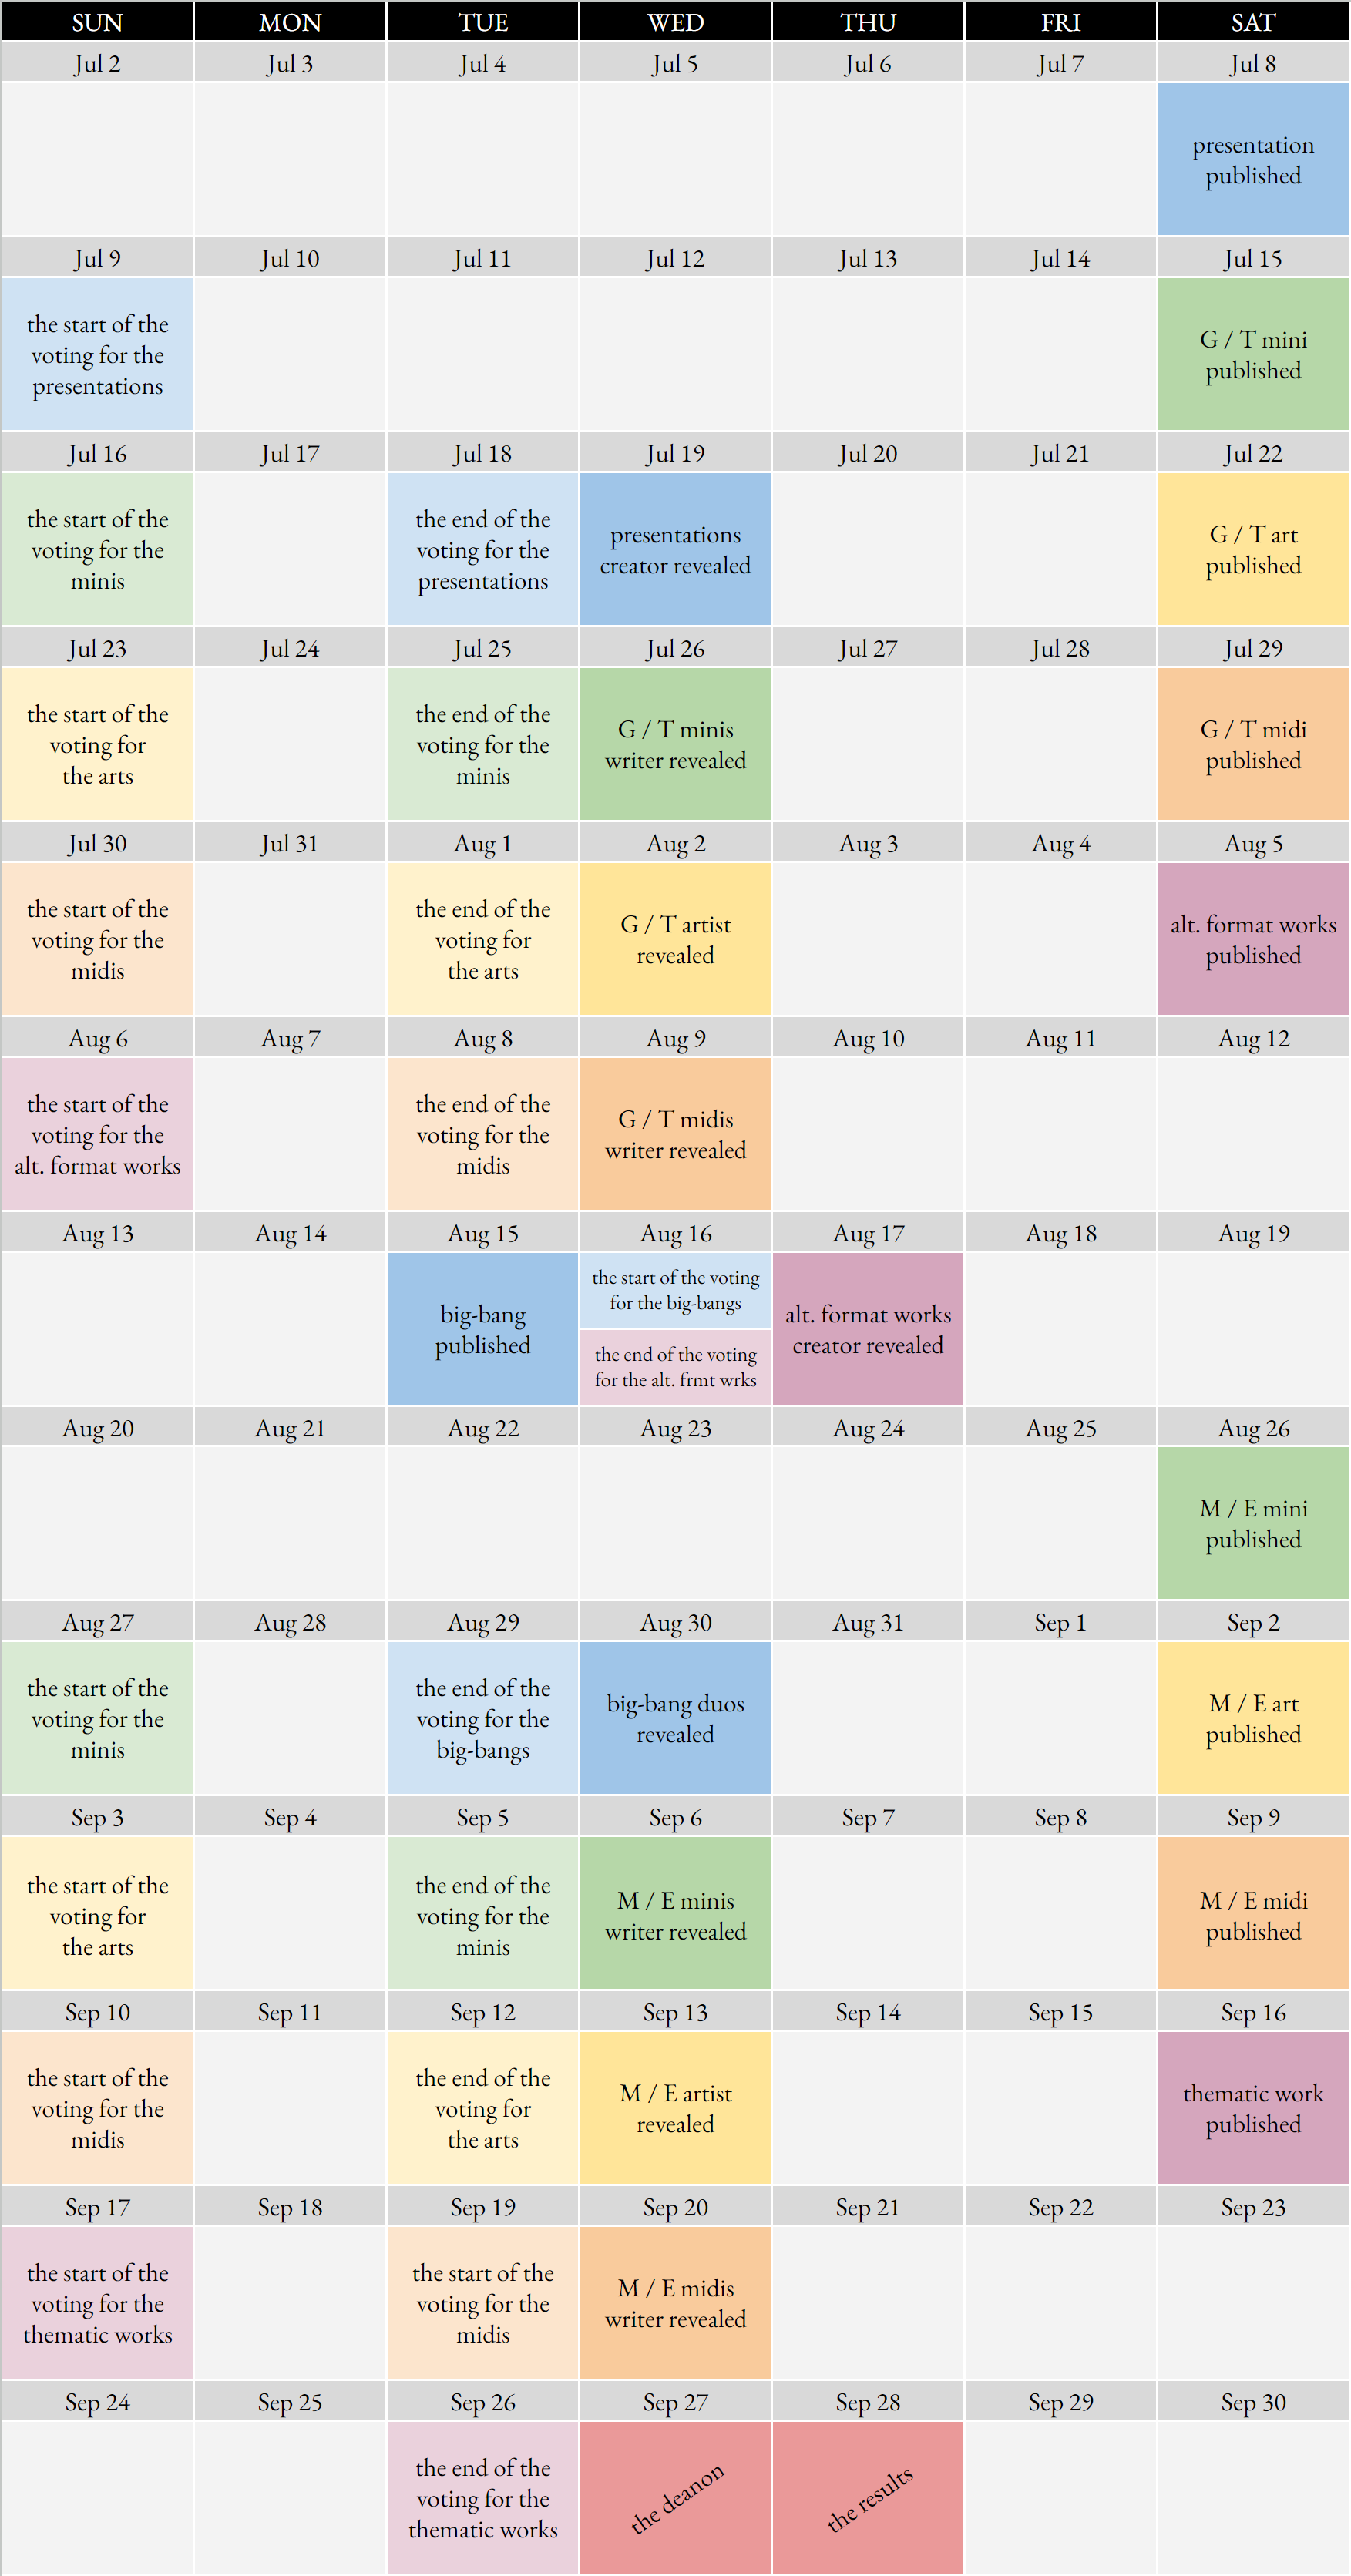 SUN MON TUE WED THU FRI SAT
Jul 2 Jul 3 Jul 4 Jul 5 Jul 6 Jul 7 Jul 8
presentation
published
Jul 9 Jul 10 Jul 11 Jul 12 Jul 13 Jul 14 Jul 15
the start of the
voting for the
presentations
G / T mini
published
Jul 16 Jul 17 Jul 18 Jul 19 Jul 20 Jul 21 Jul 22
the start of the
voting for the
minis
the end of the
voting for the
presentations
presentations
creator revealed
G / T art
published
Jul 23 Jul 24 Jul 25 Jul 26 Jul 27 Jul 28 Jul 29
the start of the
voting for
the arts
the end of the
voting for the
minis
G / T minis
writer revealed
G / T midi
published
Jul 30 Jul 31 Aug 1 Aug 2 Aug 3 Aug 4 Aug 5
the start of the
voting for the
midis
the end of the
voting for
the arts
G / T artist
revealed
alt. format works
published
Aug 6 Aug 7 Aug 8 Aug 9 Aug 10 Aug 11 Aug 12
the start of the
voting for the
alt. format works
the end of the
voting for the
midis
G / T midis
writer revealed
Aug 13 Aug 14 Aug 15 Aug 16 Aug 17 Aug 18 Aug 19
big-bang
published
the start of the voting
for the big-bangs
the end of the voting
for the alt. frmt wrks
alt. format works
creator revealed
Aug 20 Aug 21 Aug 22 Aug 23 Aug 24 Aug 25 Aug 26
M / E mini
published
Aug 27 Aug 28 Aug 29 Aug 30 Aug 31 Sep 1 Sep 2
the start of the
voting for the
minis
the end of the
voting for the
big-bangs
big-bang duos
revealed
M / E art
published
Sep 3 Sep 4 Sep 5 Sep 6 Sep 7 Sep 8 Sep 9
the start of the
voting for
the arts
the end of the
voting for the
minis
M / E minis
writer revealed
M / E midi
published
Sep 10 Sep 11 Sep 12 Sep 13 Sep 14 Sep 15 Sep 16
the start of the
voting for the
midis
the end of the
voting for
the arts
M / E artist
revealed
thematic work
published
Sep 17 Sep 18 Sep 19 Sep 20 Sep 21 Sep 22 Sep 23
the start of the
voting for the
thematic works
the start of the
voting for the
midis
M / E midis
writer revealed
Sep 24 Sep 25 Sep 26 Sep 27 Sep 28 Sep 29 Sep 30
the end of the
voting for the
thematic works
the deanon
the results